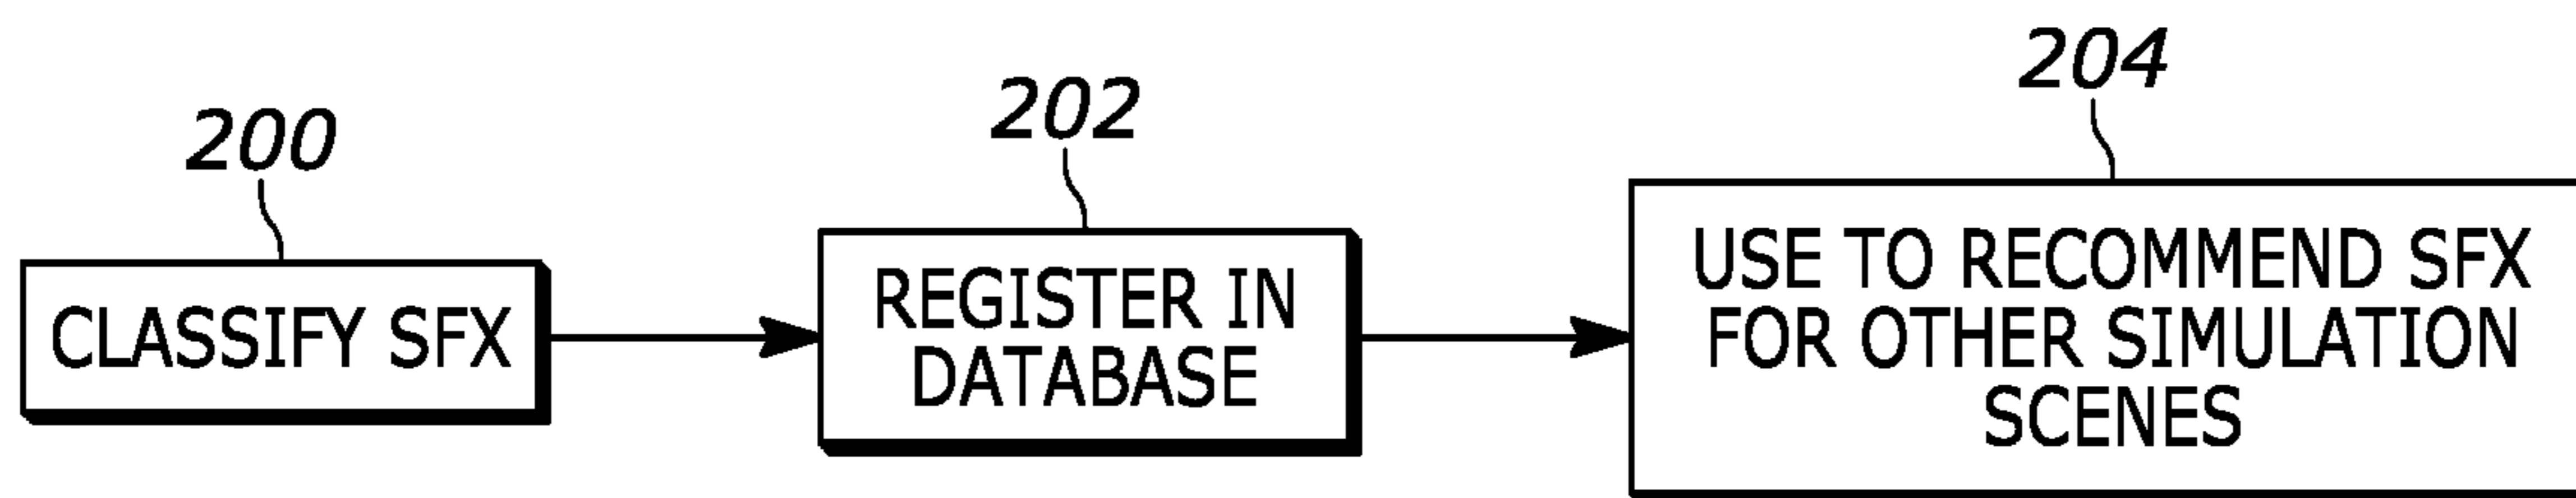 200
CLASSIFY SFX
202
REGISTER IN
DATABASE
204
USE TO RECOMMEND SFX
FOR OTHER SIMULATION
SCENES